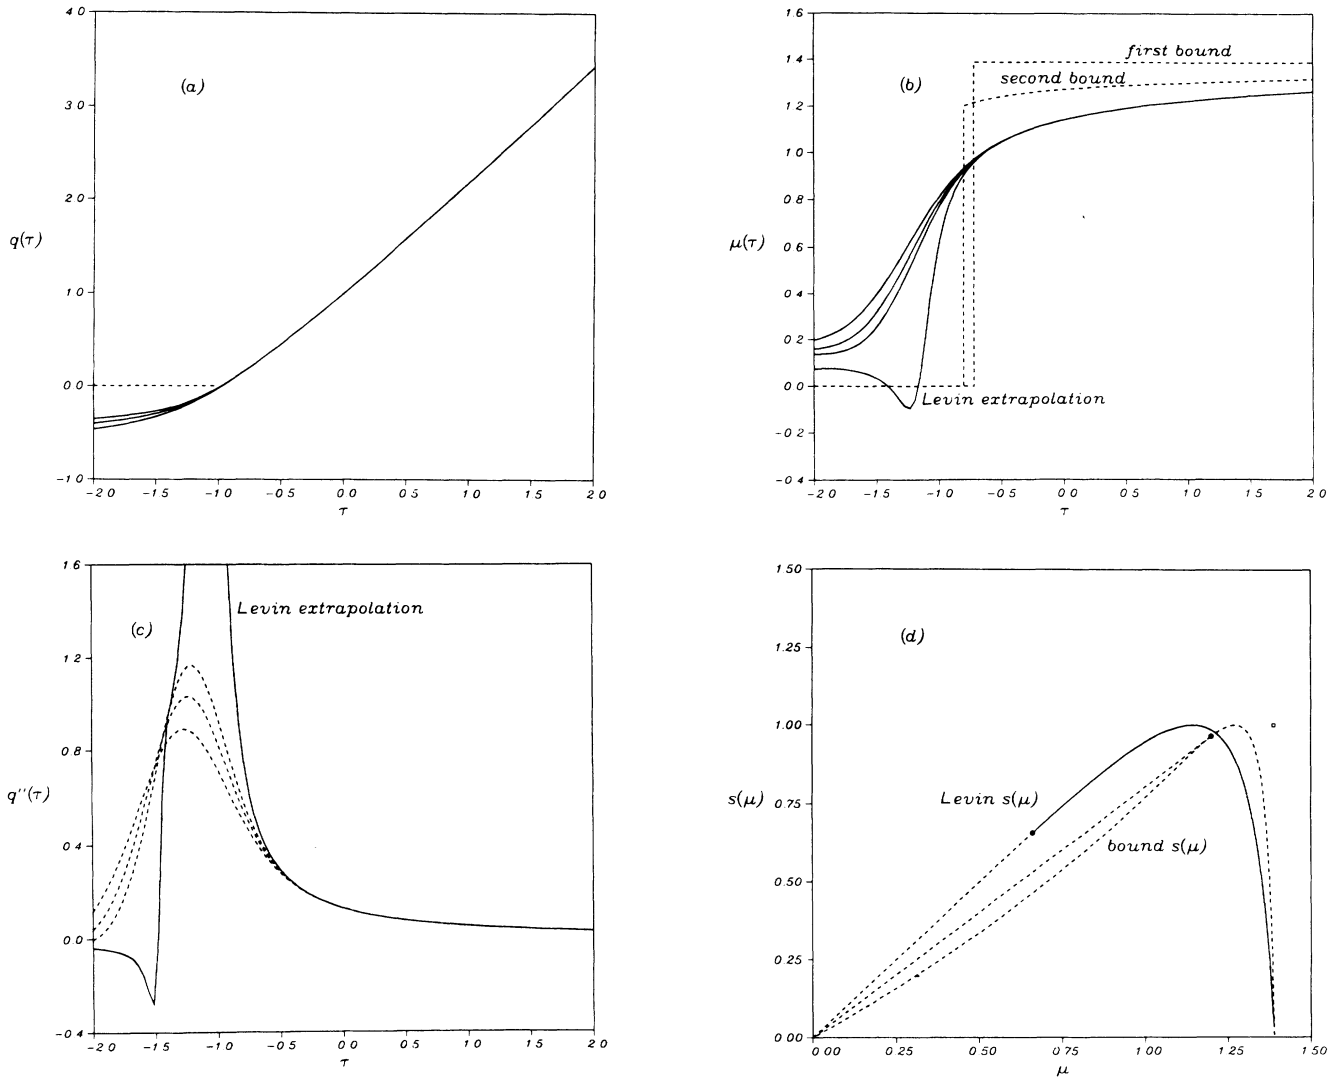 4 0
(a)
3 0
2 0
q(τ)
1 0
0 0
-1 0
-2 0 -1 5 -1 0 -0 5 0 0 0 5 1 0 1 5 2 0
τ
1.6
first bound
1.4
second bound
(b)
1.2
1 0
0 8
μ(τ)
0 6
0 4
0.2
0.0
Levin extrapolation
-0 2
-0 4
-2 0 -1 5 -1 0 -0 5 0 0 0 5 1 0 1 5 2 0
τ
1.6
Levin extrapolation
(c)
1 2
0 8
q''(τ)
0 4
0.0
-0 4
-2 0 -1 5 -1 0 -0 5 0 0 0 5 1 0 1 5 2 0
τ
1 50
(d)
1.25
1.00
Levin s(μ)
s(μ)
0.75
bound s(μ)
0.50
0.25
0 00
0 00 0 25 0 50 0 75 1 00 1 25 1 50
μ